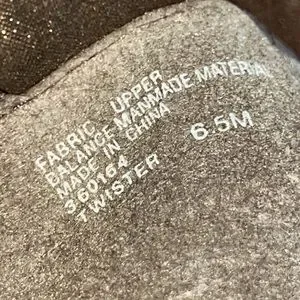 FABRIC UPPER
BALANCE MANMADE MATERIAL
MADE IN CHINA
360164 6.5M
TWISTER